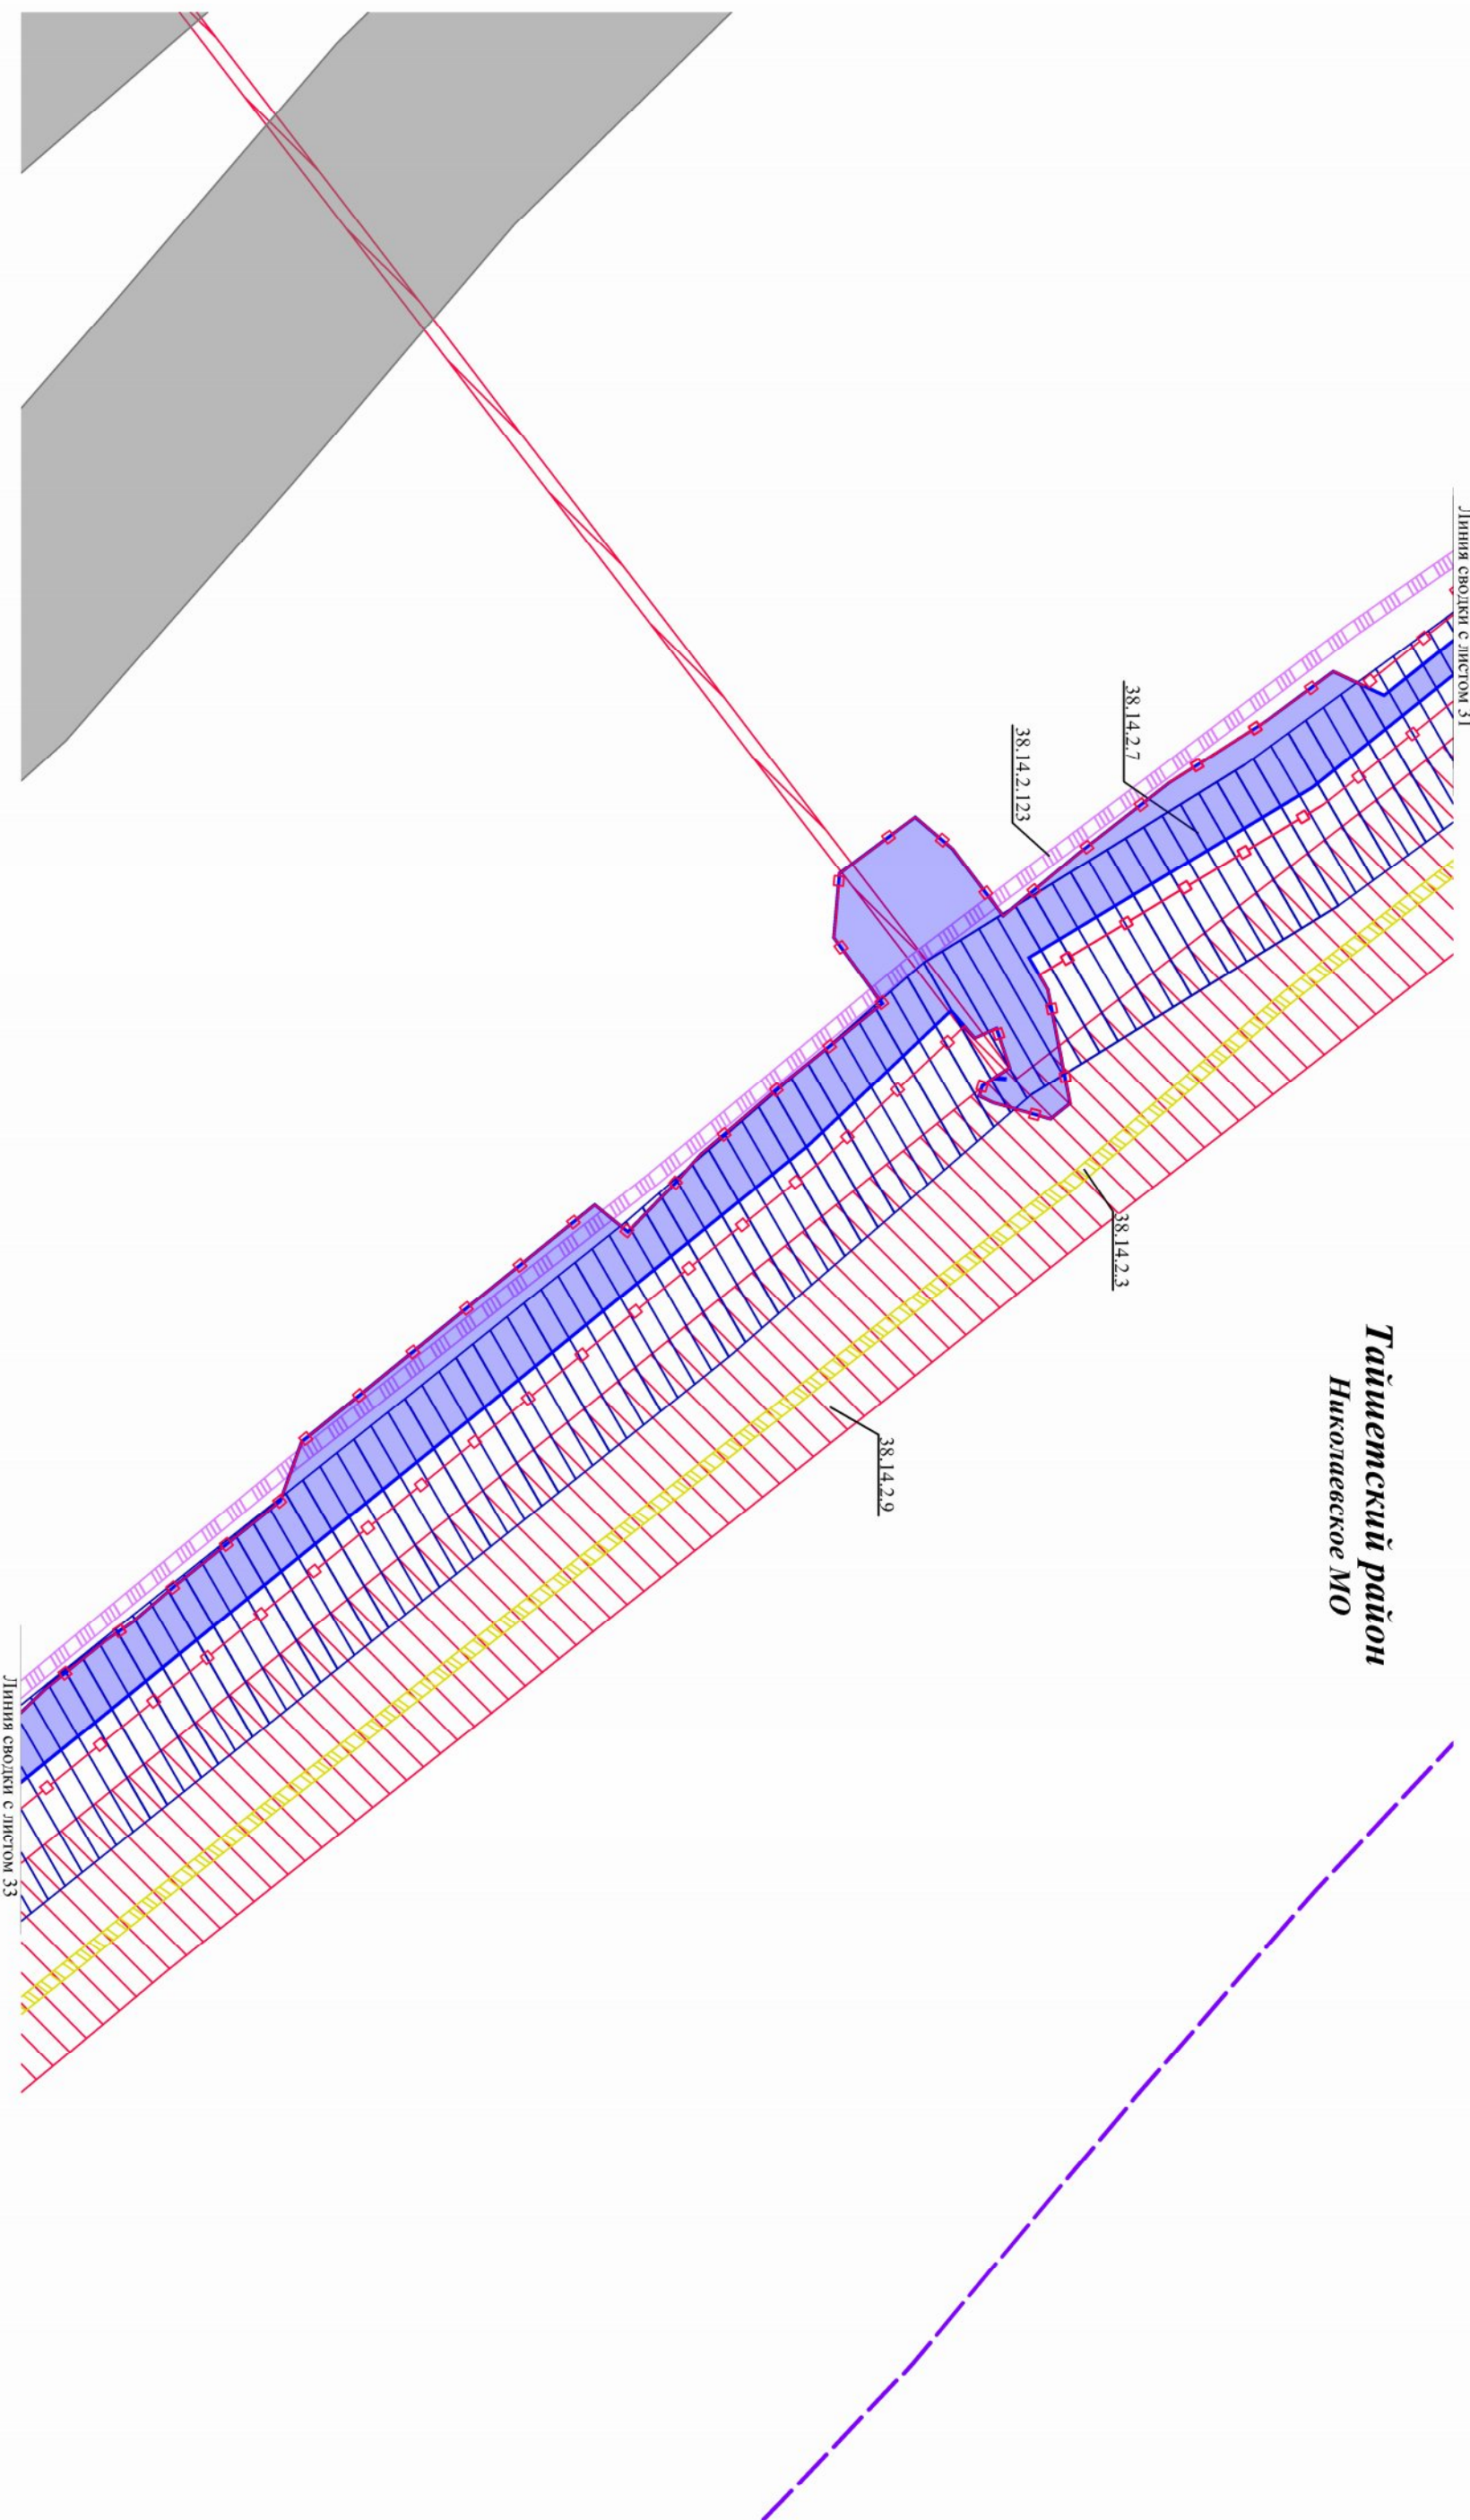 Линия сводки с листом 31
38.14.2.7
38.14.2.123
38.14.2.3
38.14.2.9
Тайшетский район
Николаевское МО
Линия сводки с листом 33